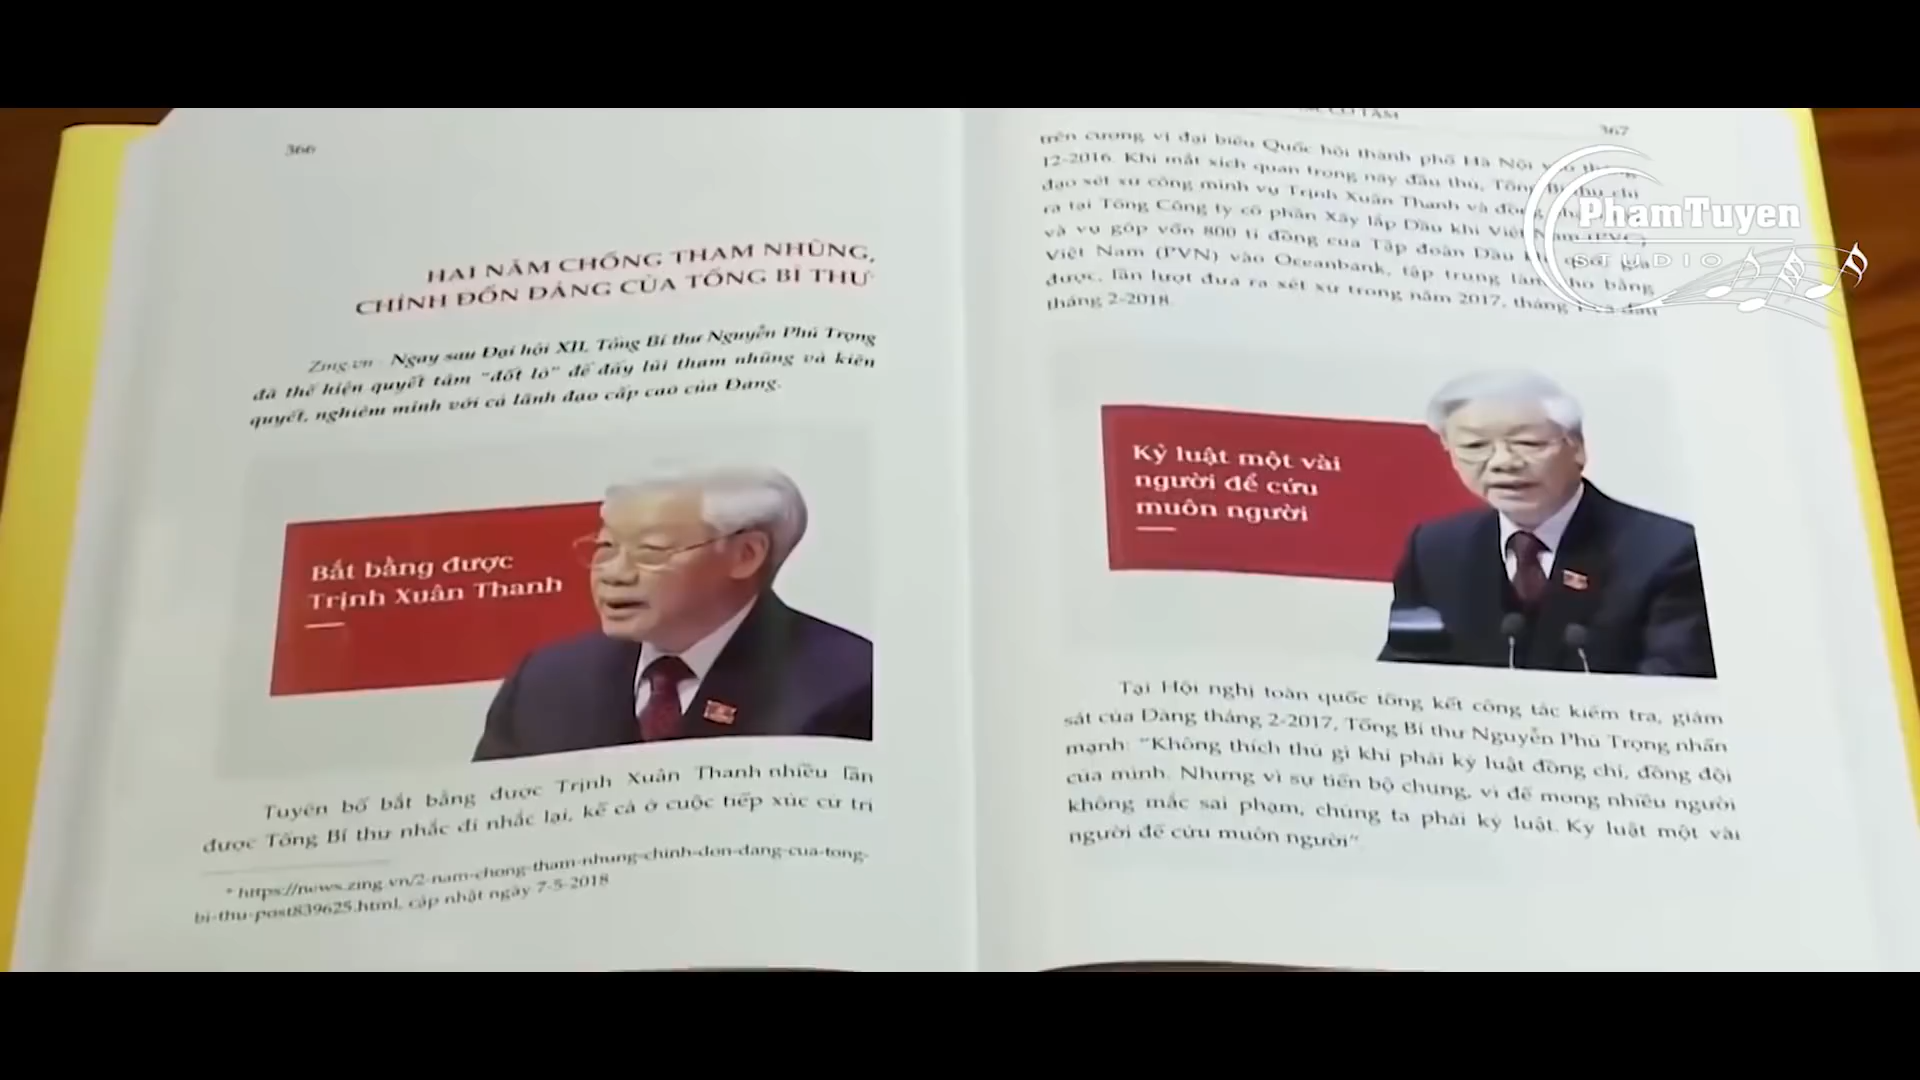 366
HAI NĂM CHỐNG THAM NHŨNG,
CHỈNH ĐỐN ĐẢNG CỦA TỔNG BÍ THƯ
Zing.vn - Ngay sau Đại hội XII, Tổng Bí thư Nguyễn Phú Trọng
đã thể hiện quyết tâm "đốt lò" để đẩy lùi tham nhũng và kiên
quyết, nghiêm minh với cả lãnh đạo cấp cao của Đảng.
Bắt bằng được
Trịnh Xuân Thanh
Tuyên bố bắt bằng được Trịnh Xuân Thanh nhiều lần
được Tổng Bí thư nhắc đi nhắc lại, kể cả ở cuộc tiếp xúc cử tri
* https://news.zing.vn/2-nam-chong-tham-nhung-chinh-don-dang-cua-tong-
bi-thu-post839625.html, cập nhật ngày 7-5-2018
367
trên cương vị đại biểu Quốc hội thành phố Hà Nội vào tháng
12-2016. Khi mắt xích quan trọng này đầu thú, Tổng Bí thư chỉ
đạo xét xử công minh vụ Trịnh Xuân Thanh và đồng
ra tại Tổng Công ty cổ phần Xây lắp Dầu khí Việt Nam (PVC)
và vụ góp vốn 800 tỉ đồng của Tập đoàn Dầu khí quốc gia
Việt Nam (PVN) vào Oceanbank, tập trung làm cho bằng
được, lần lượt đưa ra xét xử trong năm 2017, tháng 1 và đầu
tháng 2-2018.
Kỷ luật một vài
người để cứu
muôn người
Tại Hội nghị toàn quốc tổng kết công tác kiểm tra, giám
sát của Đảng tháng 2-2017, Tổng Bí thư Nguyễn Phú Trọng nhấn
mạnh: "Không thích thú gì khi phải kỷ luật đồng chí, đồng đội
của mình. Nhưng vì sự tiến bộ chung, vì để mong nhiều người
không mắc sai phạm, chúng ta phải kỷ luật. Kỷ luật một vài
người để cứu muôn người".
PhamTuyen
STUDIO